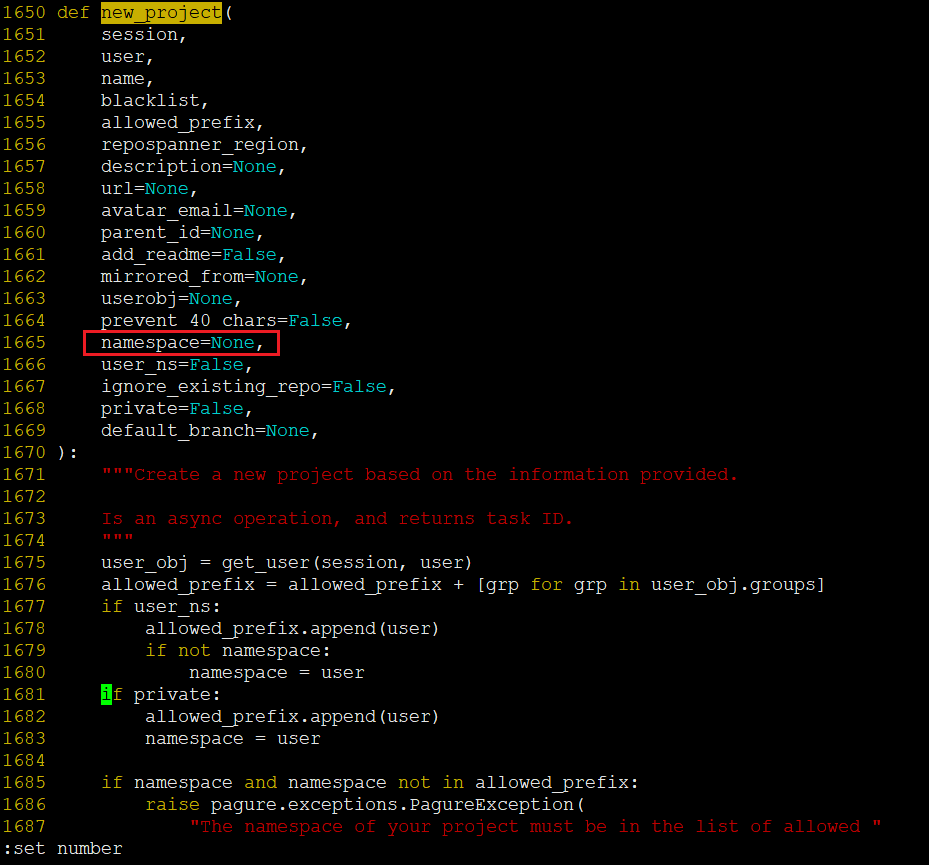 1650 def new_project(
1651     session,
1652     user,
1653     name,
1654     blacklist,
1655     allowed_prefix,
1656     repospanner_region,
1657     description=None,
1658     url=None,
1659     avatar_email=None,
1660     parent_id=None,
1661     add_readme=False,
1662     mirrored_from=None,
1663     userobj=None,
1664     prevent_40_chars=False,
1665     namespace=None,
1666     user_ns=False,
1667     ignore_existing_repo=False,
1668     private=False,
1669     default_branch=None,
1670 ):
1671     """Create a new project based on the information provided.
1672
1673     Is an async operation, and returns task ID.
1674     """
1675     user_obj = get_user(session, user)
1676     allowed_prefix = allowed_prefix + [grp for grp in user_obj.groups]
1677     if user_ns:
1678         allowed_prefix.append(user)
1679         if not namespace:
1680             namespace = user
1681     if private:
1682         allowed_prefix.append(user)
1683         namespace = user
1684
1685     if namespace and namespace not in allowed_prefix:
1686         raise pagure.exceptions.PagureException(
1687             "The namespace of your project must be in the list of allowed "
:set number